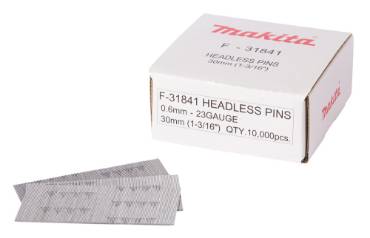 Makita
F - 31841
HEADLESS PINS
30mm (1-3/16")
F-31841 HEADLESS PINS
0.6mm - 23GAUGE
30mm (1-3/16") QTY.10,000pcs.